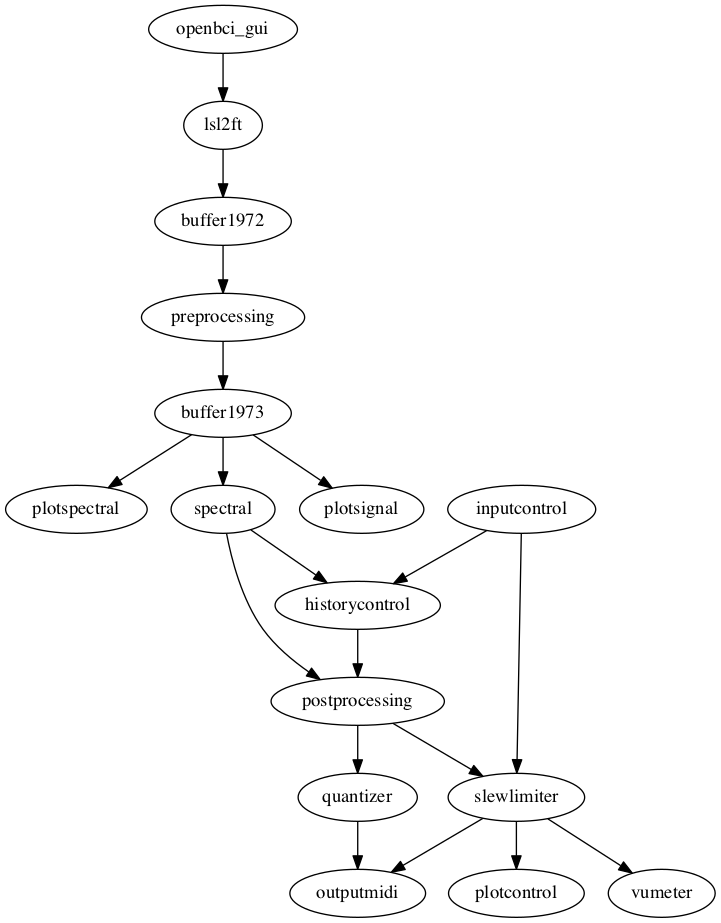 openbci_gui
lsl2ft
buffer1972
preprocessing
buffer1973
plotspectral
spectral
plotsignal
inputcontrol
historycontrol
postprocessing
quantizer
slewlimiter
outputmidi
plotcontrol
vumeter